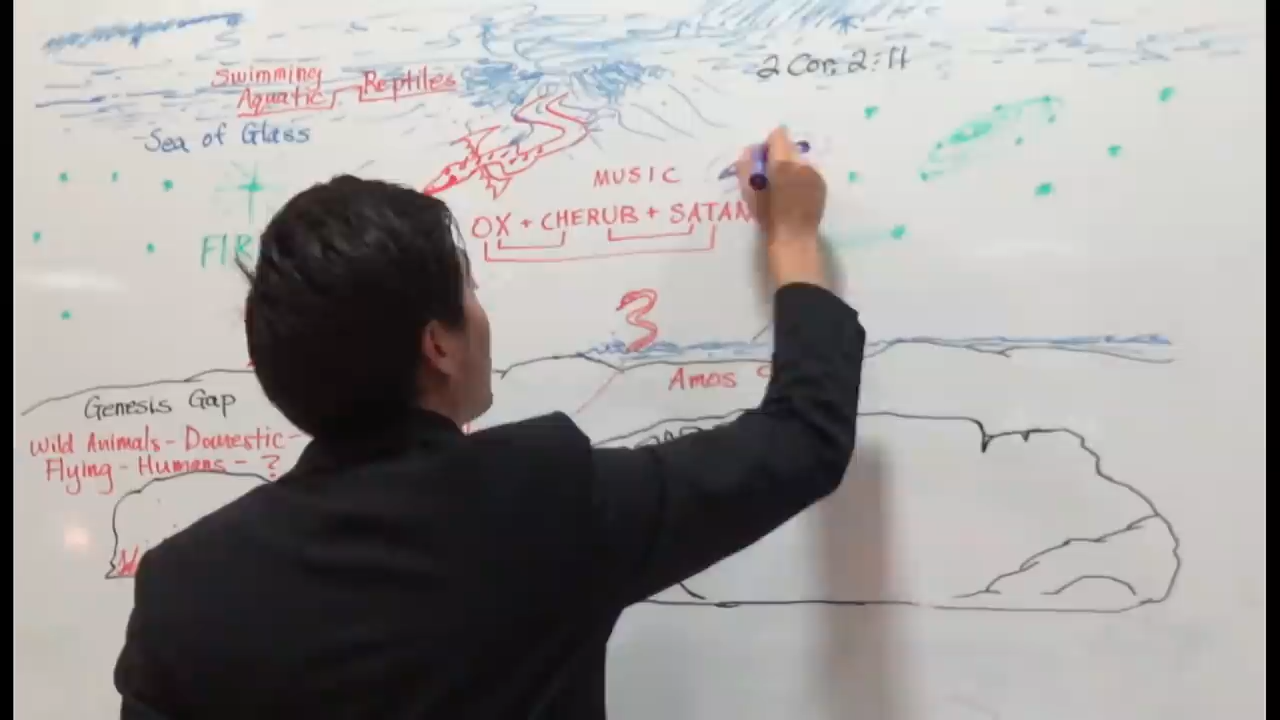 2 Cor. 2:11
Swimming
Aquatic, Reptiles
Sea of Glass
MUSIC
OX + CHERUB + SATAN
Amos
Genesis Gap
Wild Animals - Domestic -
Flying - Humans - ?